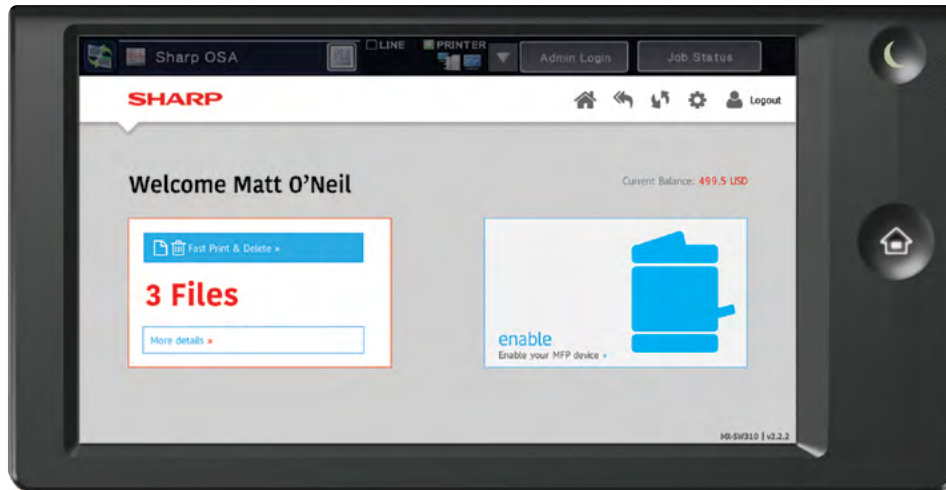 Sharp OSA
LINE
PRINTER
Admin Login
Job Status
SHARP
Logout
Welcome Matt O'Neil
Current Balance: 499.5 USD
Fast Print & Delete »
3 Files
More details »
enable
Enable your MFP device »
MX-SW310 | v2.2.2